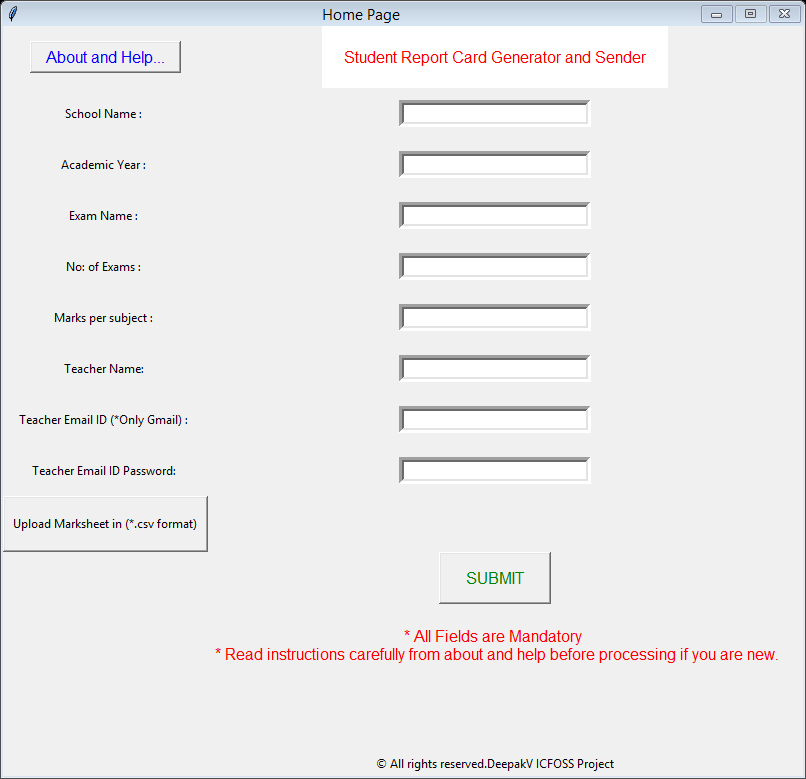 Home Page
About and Help...
Student Report Card Generator and Sender
School Name :
Academic Year :
Exam Name :
No: of Exams :
Marks per subject :
Teacher Name:
Teacher Email ID (*Only Gmail) :
Teacher Email ID Password:
Upload Marksheet in (*.csv format)
SUBMIT
* All Fields are Mandatory
* Read instructions carefully from about and help before processing if you are new.
© All rights reserved.DeepakV ICFOSS Project